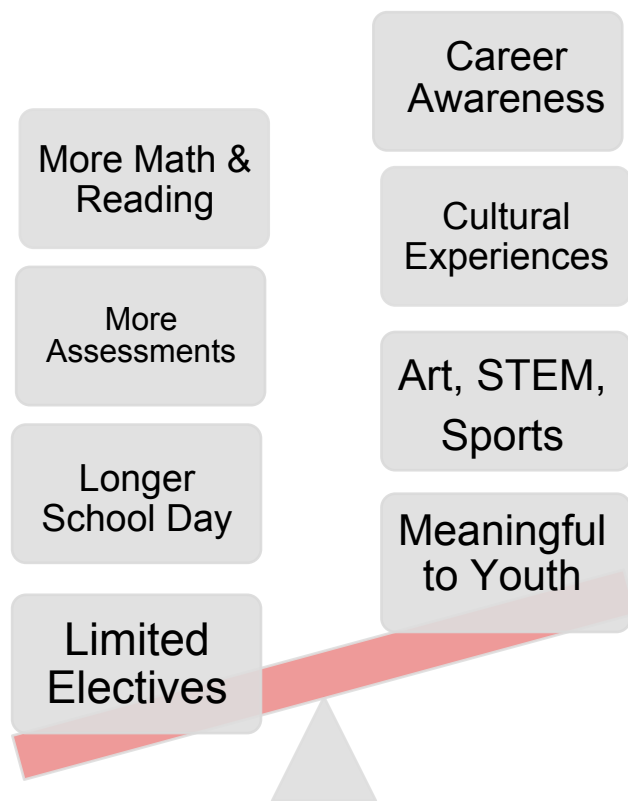 More Math &
Reading
More
Assessments
Longer
School Day
Limited
Electives
Career
Awareness
Cultural
Experiences
Art, STEM,
Sports
Meaningful
to Youth